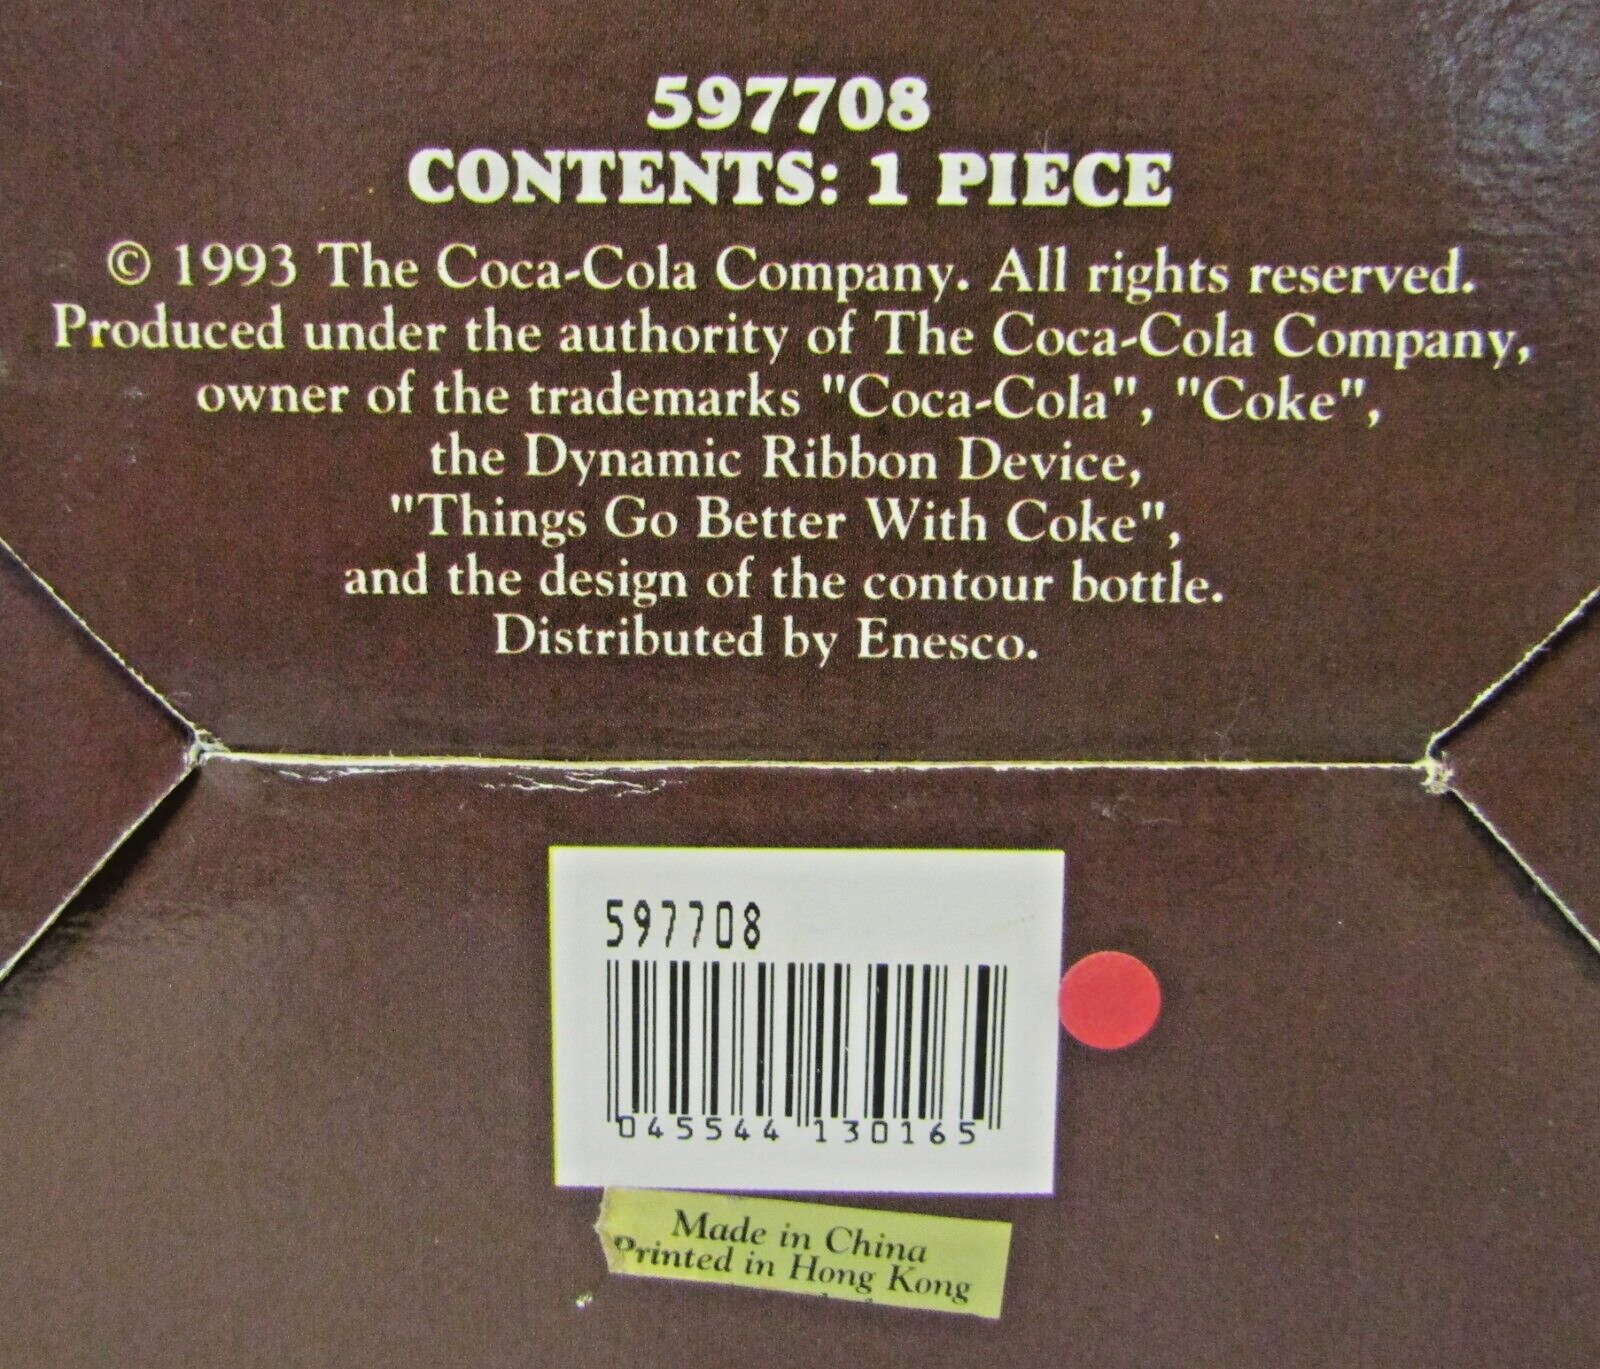 597708
CONTENTS: 1 PIECE
© 1993 The Coca-Cola Company. All rights reserved.
Produced under the authority of The Coca-Cola Company,
owner of the trademarks "Coca-Cola", "Coke",
the Dynamic Ribbon Device,
"Things Go Better With Coke",
and the design of the contour bottle.
Distributed by Enesco.
597708
045544 130165
Made in China
Printed in Hong Kong